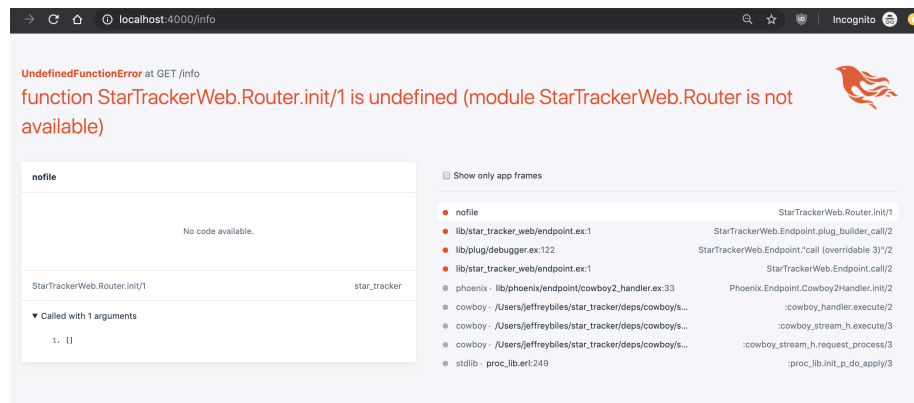 localhost:4000/info
Incognito
UndefinedFunctionError at GET /info
function StarTrackerWeb.Router.init/1 is undefined (module StarTrackerWeb.Router is not
available)
nofile
No code available.
StarTrackerWeb.Router.init/1 star_tracker
▼ Called with 1 arguments
1. []
Show only app frames
nofile StarTrackerWeb.Router.init/1
lib/star_tracker_web/endpoint.ex:1 StarTrackerWeb.Endpoint.plug_builder_call/2
lib/plug/debugger.ex:122 StarTrackerWeb.Endpoint."call (overridable 3)"/2
lib/star_tracker_web/endpoint.ex:1 StarTrackerWeb.Endpoint.call/2
phoenix · lib/phoenix/endpoint/cowboy2_handler.ex:33 Phoenix.Endpoint.Cowboy2Handler.init/2
cowboy · /Users/jeffreybiles/star_tracker/deps/cowboy/s... :cowboy_handler.execute/2
cowboy · /Users/jeffreybiles/star_tracker/deps/cowboy/s... :cowboy_stream_h.execute/3
cowboy · /Users/jeffreybiles/star_tracker/deps/cowboy/s... :cowboy_stream_h.request_process/3
stdlib · proc_lib.erl:249 :proc_lib.init_p_do_apply/3